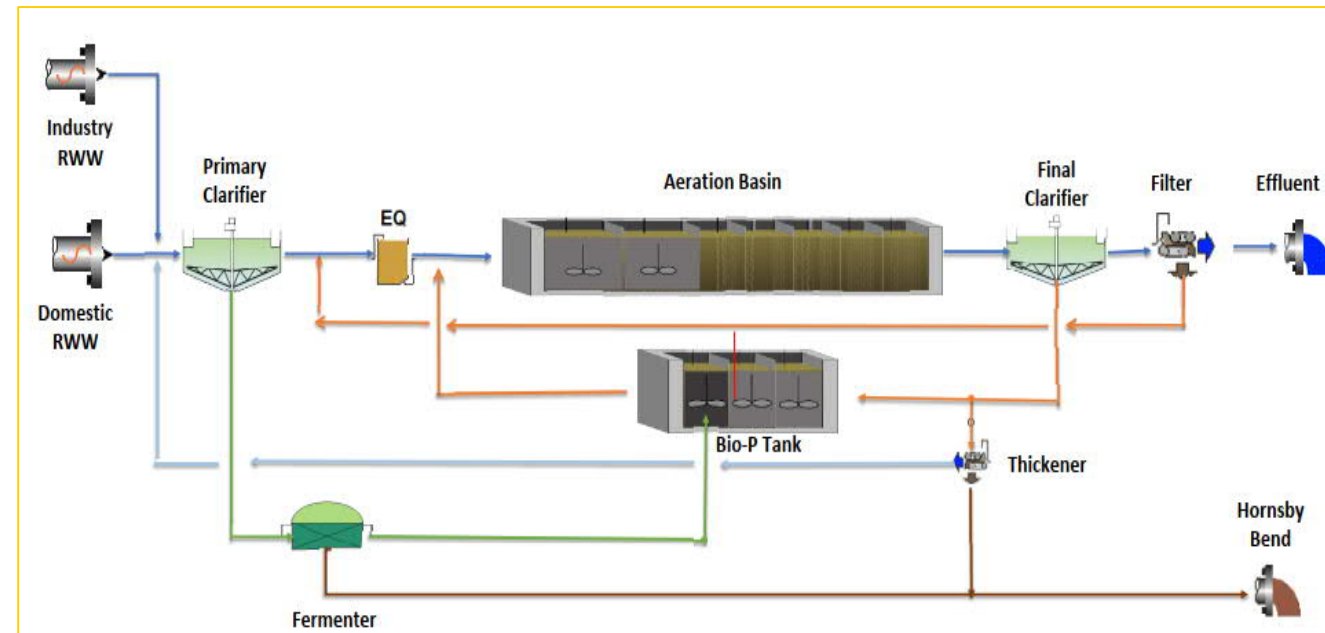 Industry
RWW
Primary
Clarifier
EQ
Aeration Basin
Final
Clarifier
Filter
Effluent
Domestic
RWW
Bio-P Tank
Thickener
Hornsby
Bend
Fermenter